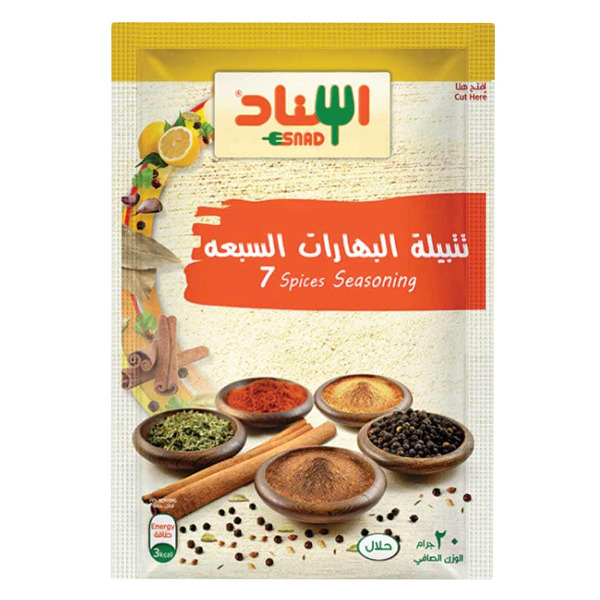 افتح هنا
Cut Here
اسناد
ESNAD
تتبيلة البهارات السبعه
7 Spices Seasoning
Energy
طاقة
3kcal
حلال
٢٠ جرام
الوزن الصافي